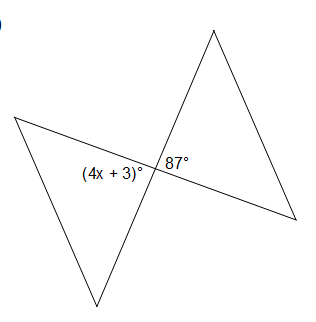 )
87°
(4x + 3)°